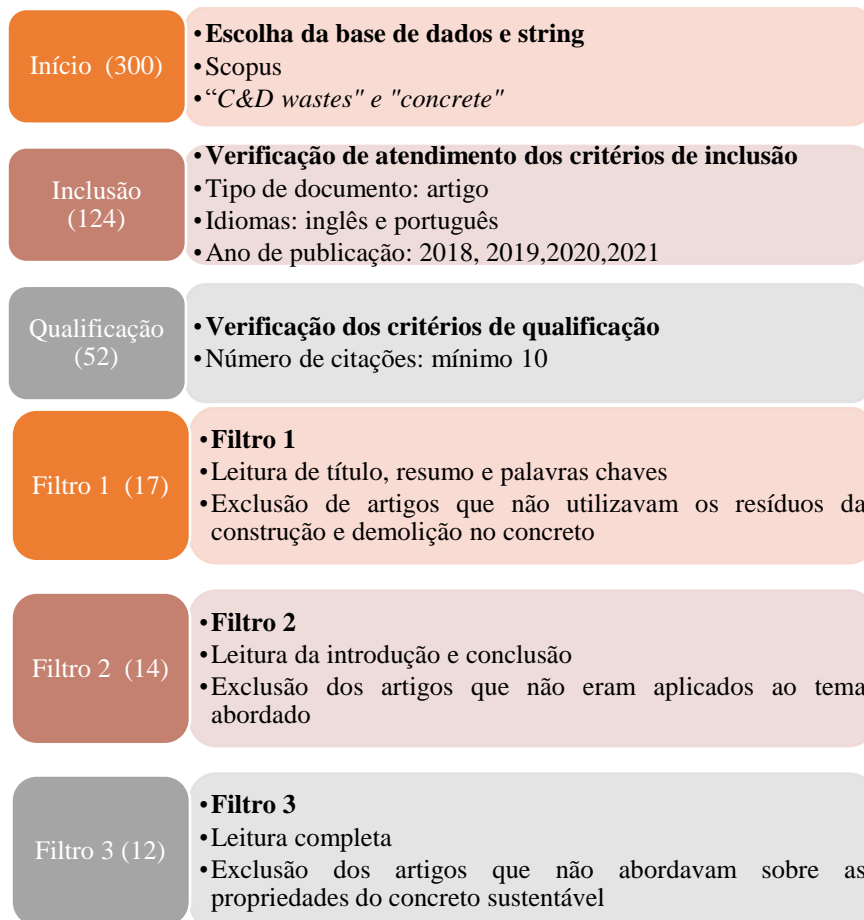 Início (300)
•Escolha da base de dados e string
•Scopus
•“C&D wastes" e "concrete"
Inclusão
(124)
•Verificação de atendimento dos critérios de inclusão
•Tipo de documento: artigo
•Idiomas: inglês e português
•Ano de publicação: 2018, 2019,2020,2021
Qualificação
(52)
•Verificação dos critérios de qualificação
•Número de citações: mínimo 10
Filtro 1 (17)
•Filtro 1
•Leitura de título, resumo e palavras chaves
•Exclusão de artigos que não utilizavam os resíduos da
construção e demolição no concreto
Filtro 2 (14)
•Filtro 2
•Leitura da introdução e conclusão
•Exclusão dos artigos que não eram aplicados ao tema
abordado
Filtro 3 (12)
•Filtro 3
•Leitura completa
•Exclusão dos artigos que não abordavam sobre as
propriedades do concreto sustentável